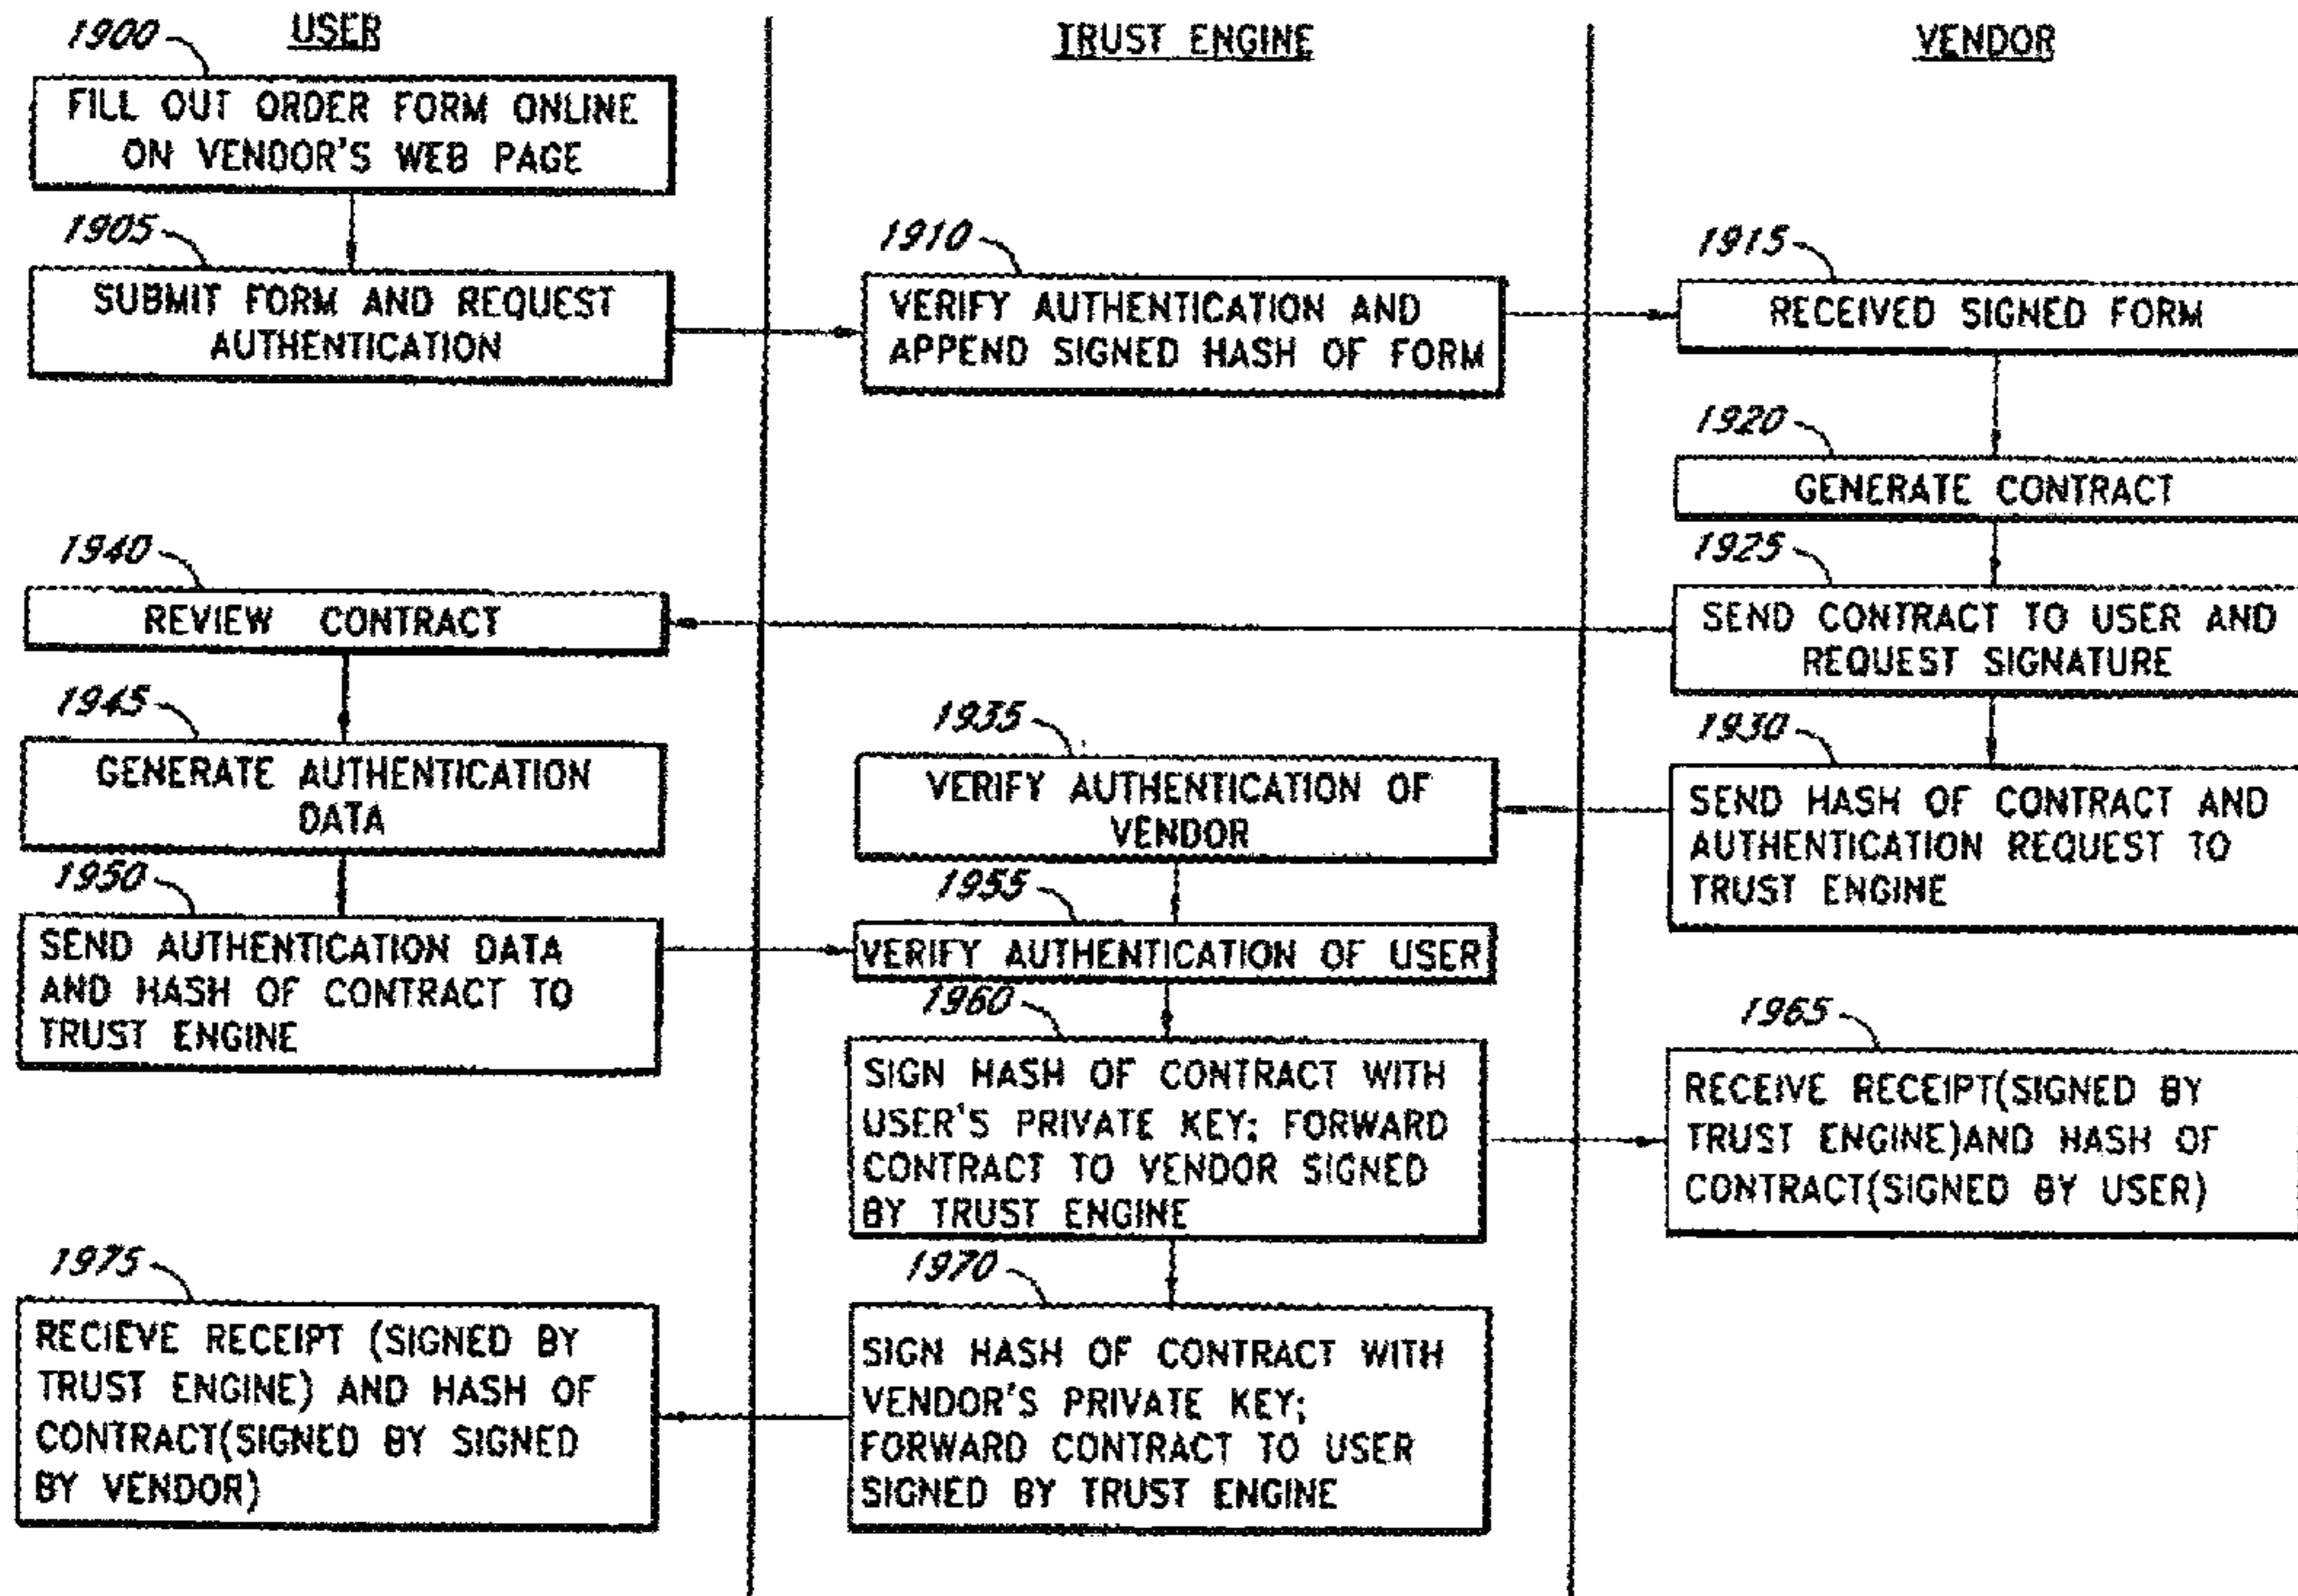 USER
TRUST ENGINE
VENDOR
1900
FILL OUT ORDER FORM ONLINE
ON VENDOR'S WEB PAGE
1905
SUBMIT FORM AND REQUEST
AUTHENTICATION
1910
VERIFY AUTHENTICATION AND
APPEND SIGNED HASH OF FORM
1915
RECEIVED SIGNED FORM
1920
GENERATE CONTRACT
1925
SEND CONTRACT TO USER AND
REQUEST SIGNATURE
1930
SEND HASH OF CONTRACT AND
AUTHENTICATION REQUEST TO
TRUST ENGINE
1935
VERIFY AUTHENTICATION OF
VENDOR
1940
REVIEW CONTRACT
1945
GENERATE AUTHENTICATION
DATA
1950
SEND AUTHENTICATION DATA
AND HASH OF CONTRACT TO
TRUST ENGINE
1955
VERIFY AUTHENTICATION OF USER
1960
SIGN HASH OF CONTRACT WITH
USER'S PRIVATE KEY; FORWARD
CONTRACT TO VENDOR SIGNED
BY TRUST ENGINE
1965
RECEIVE RECEIPT(SIGNED BY
TRUST ENGINE)AND HASH OF
CONTRACT(SIGNED BY USER)
1970
SIGN HASH OF CONTRACT WITH
VENDOR'S PRIVATE KEY;
FORWARD CONTRACT TO USER
SIGNED BY TRUST ENGINE
1975
RECIEVE RECEIPT (SIGNED BY
TRUST ENGINE) AND HASH OF
CONTRACT(SIGNED BY SIGNED
BY VENDOR)